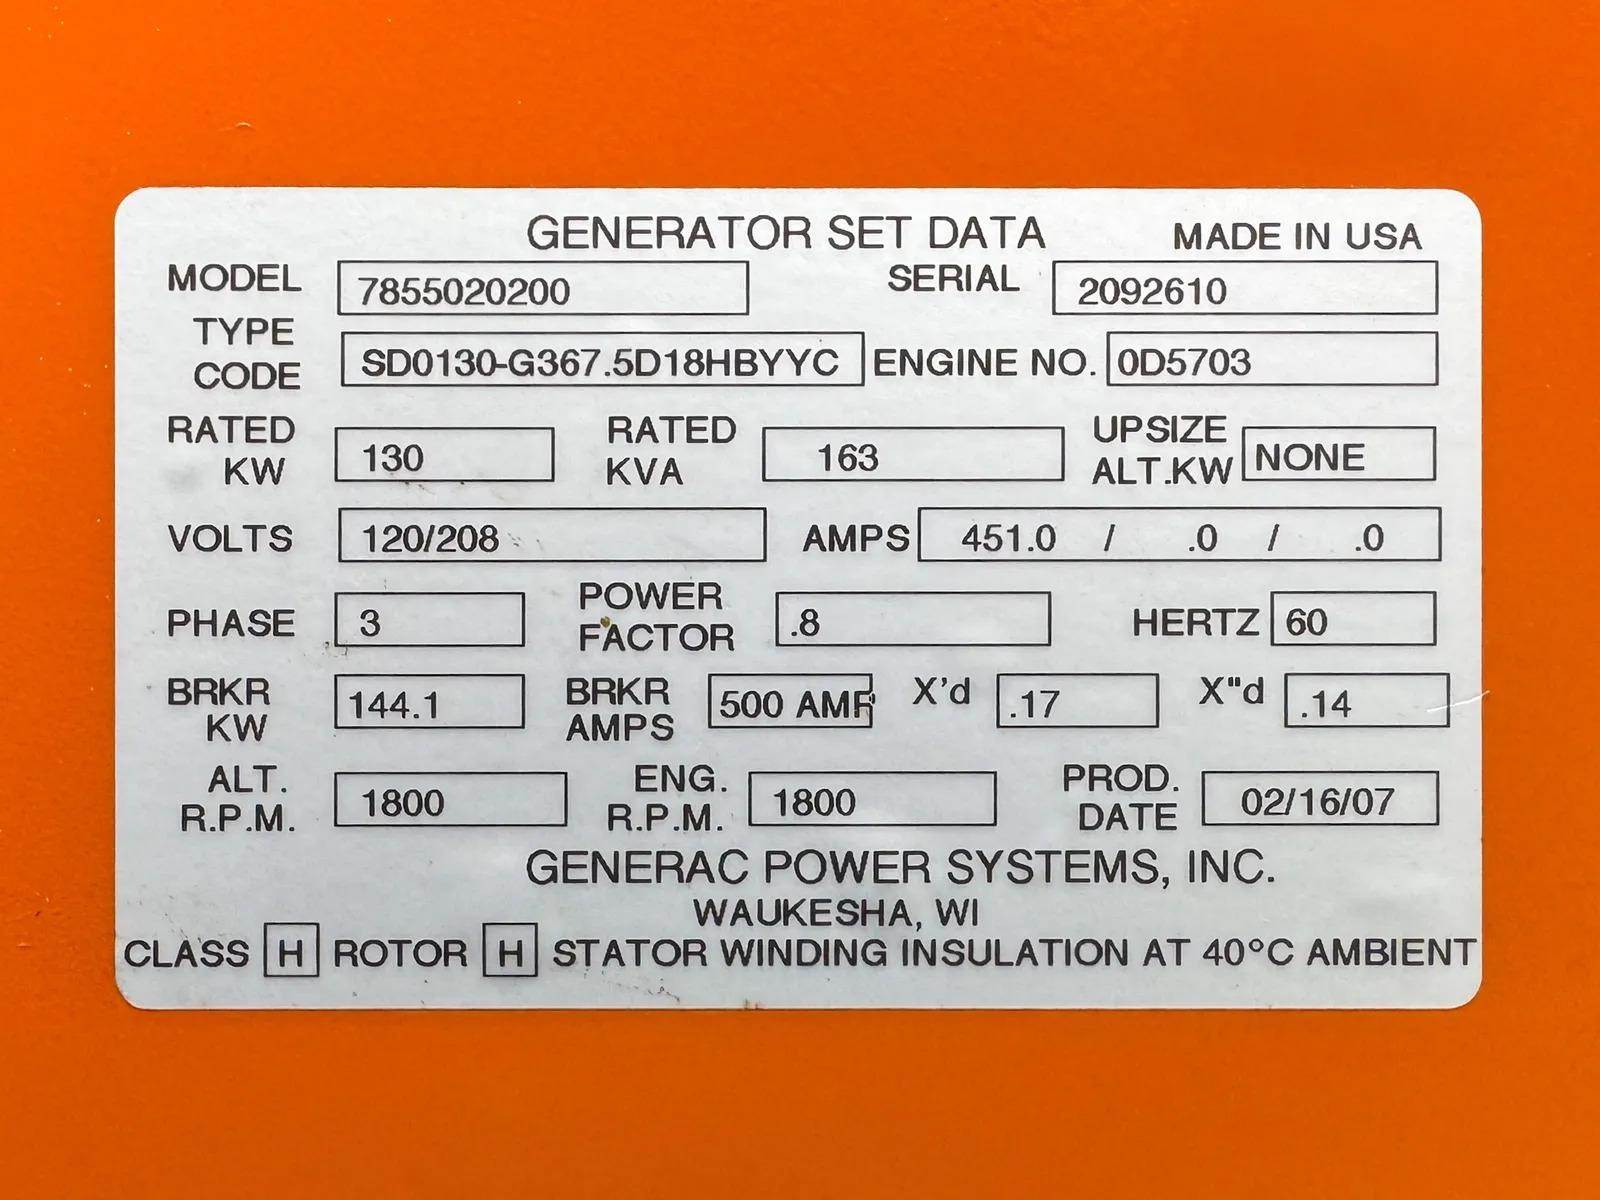 GENERATOR SET DATA MADE IN USA
MODEL 7855020200 SERIAL 2092610
TYPE CODE SD0130-G367.5D18HBYYC ENGINE NO. 0D5703
RATED KW 130 RATED KVA 163 UPSIZE ALT.KW NONE
VOLTS 120/208 AMPS 451.0 / .0 / .0
PHASE 3 POWER FACTOR .8 HERTZ 60
BRKR KW 144.1 BRKR AMPS 500 AMP X'd .17 X"d .14
ALT. R.P.M. 1800 ENG. R.P.M. 1800 PROD. DATE 02/16/07
GENERAC POWER SYSTEMS, INC.
WAUKESHA, WI
CLASS H ROTOR H STATOR WINDING INSULATION AT 40°C AMBIENT